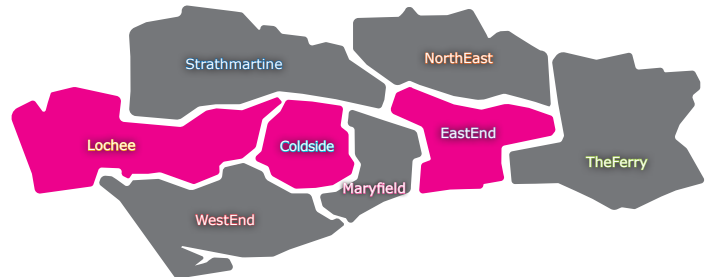 Strathmartine
NorthEast
Lochee
Coldside
EastEnd
Maryfield
TheFerry
WestEnd